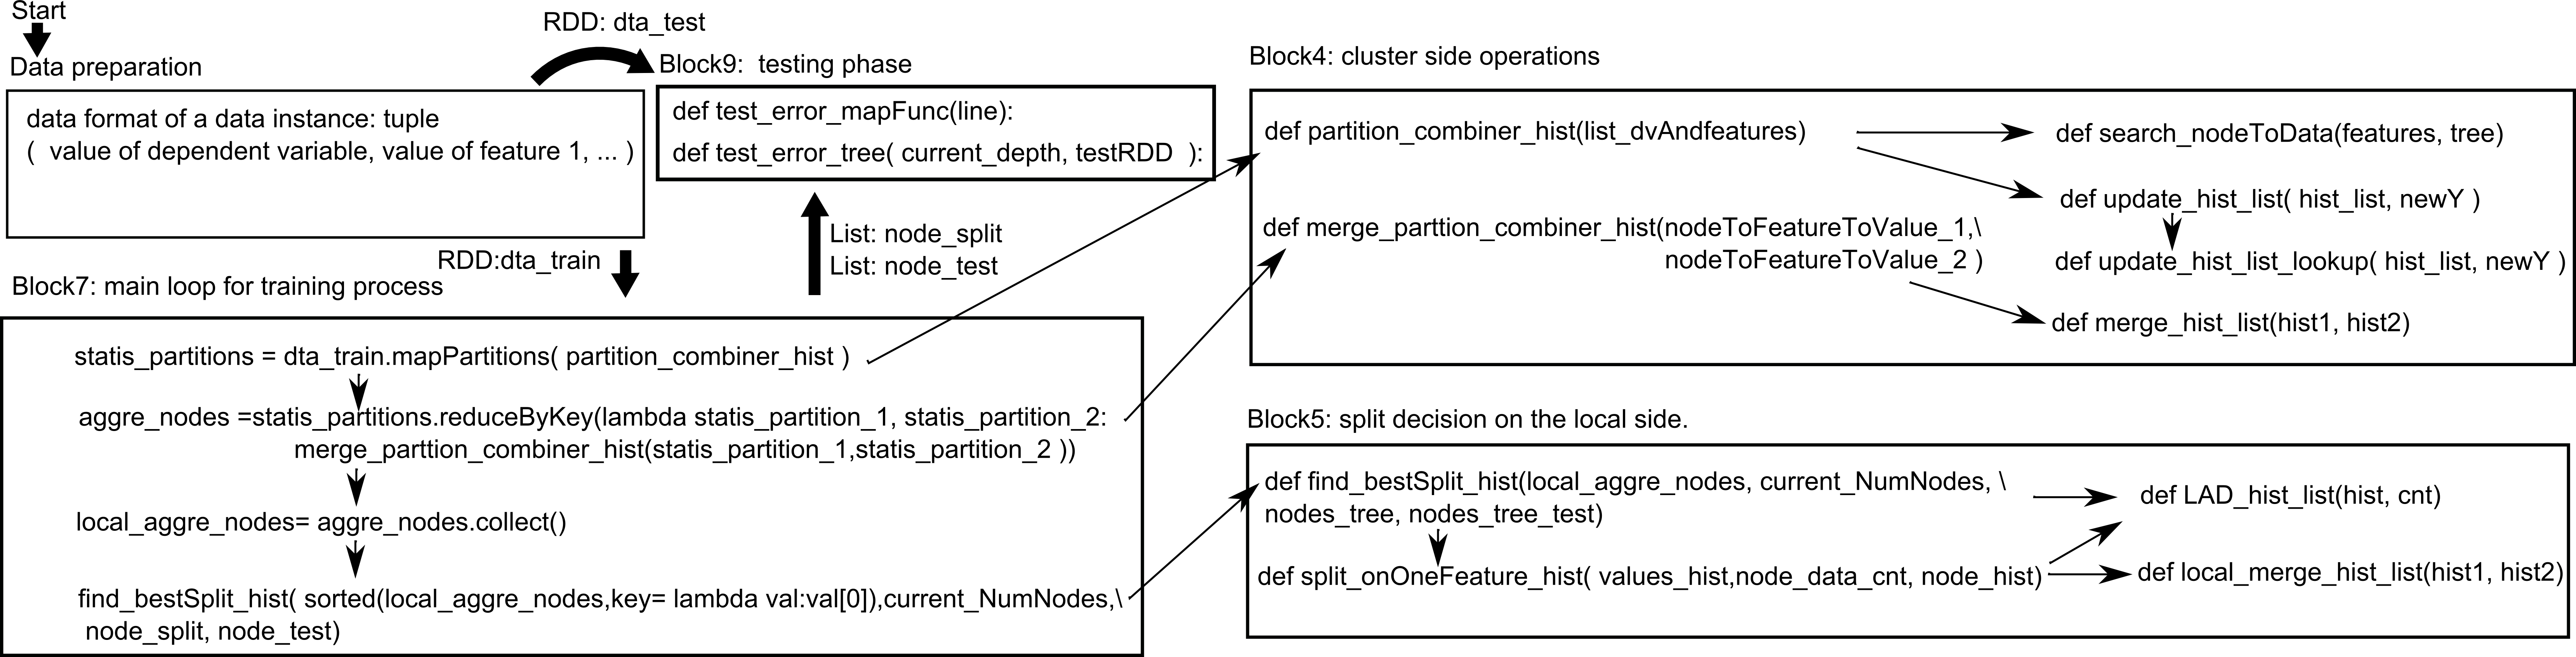 Start
Data preparation
data format of a data instance: tuple
(  value of dependent variable, value of feature 1, ... )
RDD: dta_test
Block9:  testing phase
def test_error_mapFunc(line):
def test_error_tree( current_depth, testRDD  ):
List: node_split
List: node_test
RDD:dta_train
Block7: main loop for training process
statis_partitions = dta_train.mapPartitions( partition_combiner_hist )
aggre_nodes =statis_partitions.reduceByKey(lambda statis_partition_1, statis_partition_2:
merge_parttion_combiner_hist(statis_partition_1,statis_partition_2 ))
local_aggre_nodes= aggre_nodes.collect()
find_bestSplit_hist( sorted(local_aggre_nodes,key= lambda val:val[0]),current_NumNodes,\
node_split, node_test)
Block4: cluster side operations
def partition_combiner_hist(list_dvAndfeatures)
def search_nodeToData(features, tree)
def update_hist_list( hist_list, newY )
def merge_parttion_combiner_hist(nodeToFeatureToValue_1,\
nodeToFeatureToValue_2 )
def update_hist_list_lookup( hist_list, newY )
def merge_hist_list(hist1, hist2)
Block5: split decision on the local side.
def find_bestSplit_hist(local_aggre_nodes, current_NumNodes, \
nodes_tree, nodes_tree_test)
def LAD_hist_list(hist, cnt)
def split_onOneFeature_hist( values_hist,node_data_cnt, node_hist)
def local_merge_hist_list(hist1, hist2)